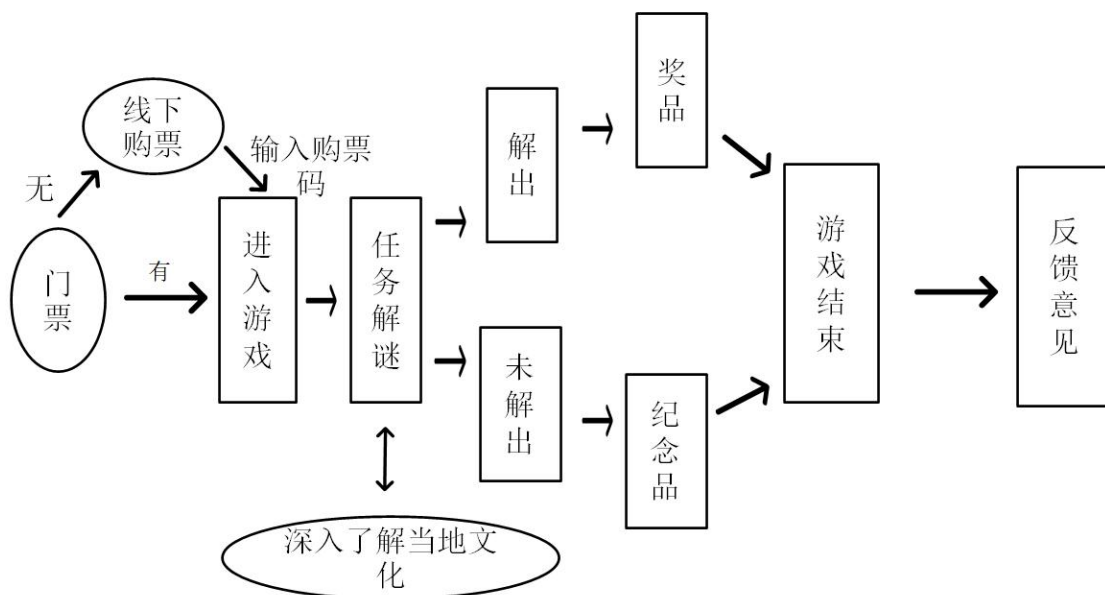 线下
购票
无
输入购票
码
门
票
有
进
入
游
戏
任
务
解
谜
解
出
未
解
出
奖
品
纪
念
品
游
戏
结
束
反
馈
意
见
深入了解当地文
化